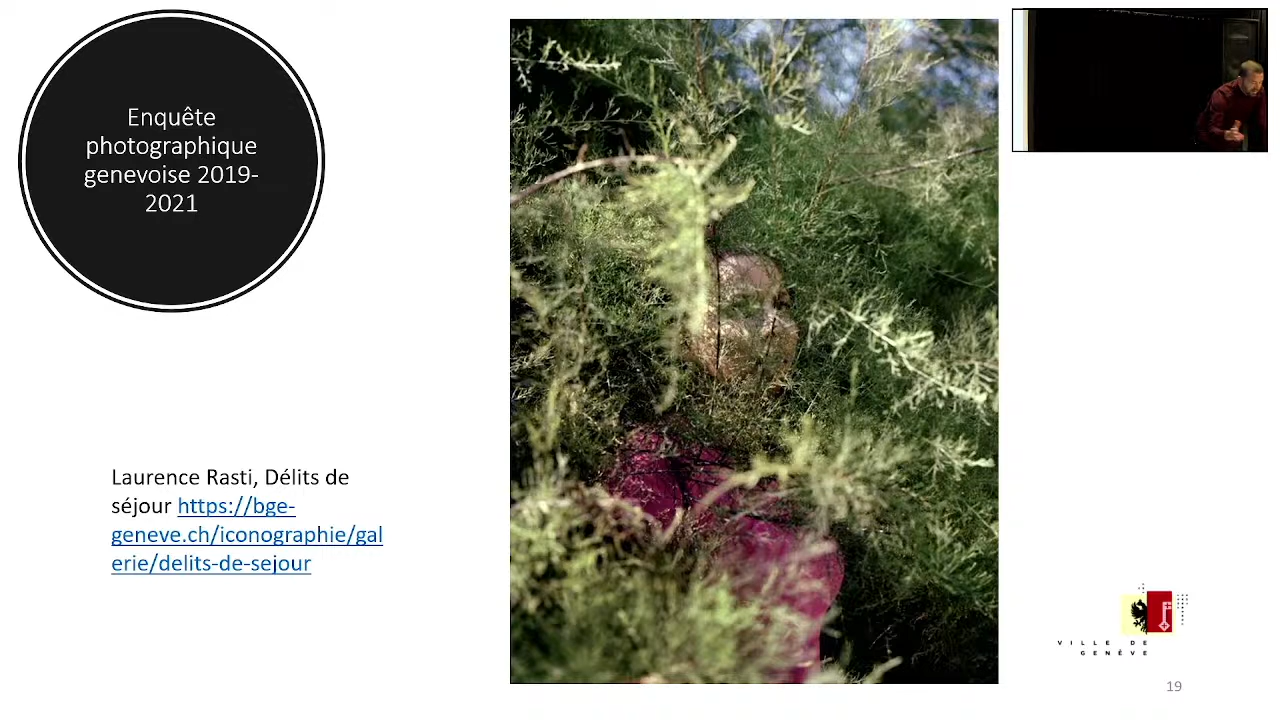 Enquête
photographique
genevoise 2019-
2021
Laurence Rasti, Délits de
séjour https://bge-
geneve.ch/iconographie/gal
erie/delits-de-sejour
VILLE DE
GENÈVE
19